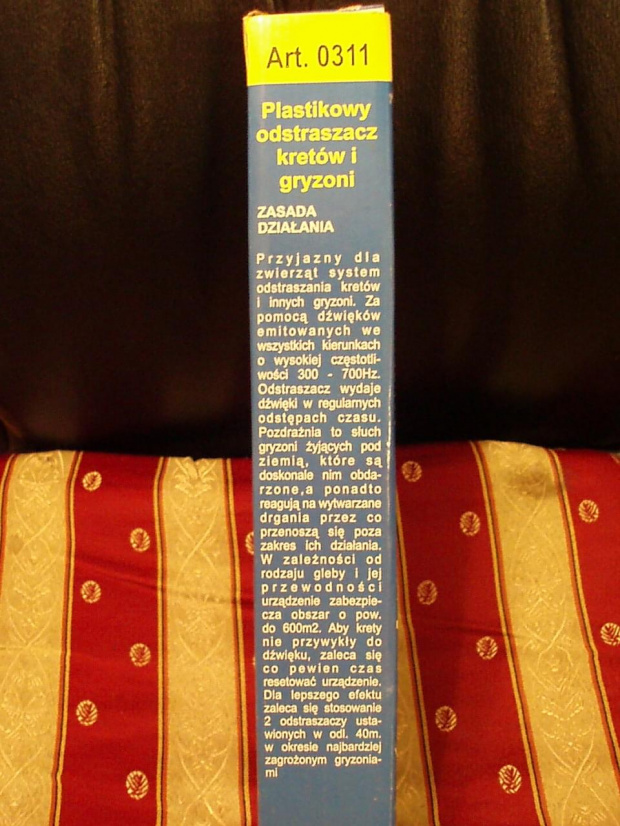 Art. 0311
Plastikowy
odstraszacz
kretów i
gryzoni
ZASADA
DZIAŁANIA
Przyjazny dla
zwierząt system
odstraszania kretów
i innych gryzoni. Za
pomocą dźwięków
emitowanych we
wszystkich kierunkach
o wysokiej częstotli-
wości 300 - 700Hz.
Odstraszacz wydaje
dźwięki w regularnych
odstępach czasu.
Pozdrażnia to słuch
gryzoni żyjących pod
ziemią, które są
doskonale nim obda-
rzone,a ponadto
reagują na wytwarzane
drgania przez co
przenoszą się poza
zakres ich działania.
W zależności od
rodzaju gleby i jej
przewodności
urządzenie zabezpie-
cza obszar o pow.
do 600m2. Aby krety
nie przywykły do
dźwięku, zaleca się
co pewien czas
resetować urządzenie.
Dla lepszego efektu
zaleca się stosowanie
2 odstraszaczy usta-
wionych w odl. 40m.
w okresie najbardziej
zagrożonym gryzonia-
mi